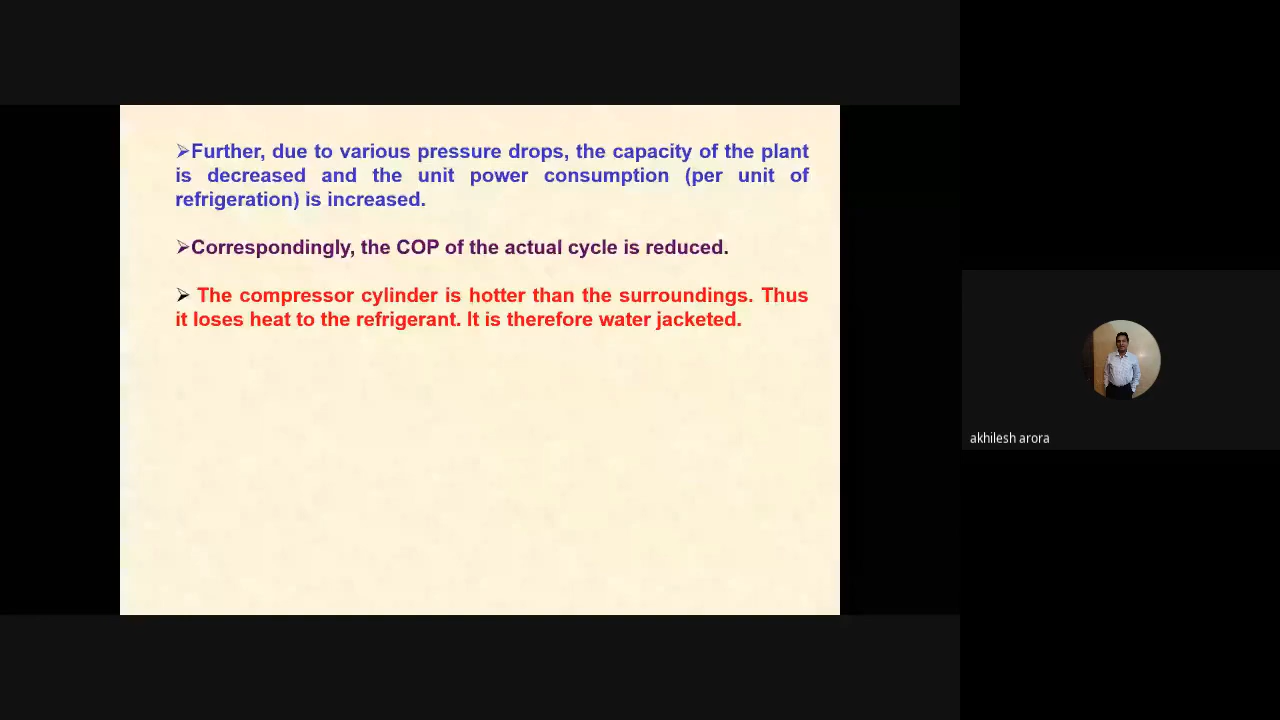 ➢Further, due to various pressure drops, the capacity of the plant
is decreased and the unit power consumption (per unit of
refrigeration) is increased.
➢Correspondingly, the COP of the actual cycle is reduced.
➢ The compressor cylinder is hotter than the surroundings. Thus
it loses heat to the refrigerant. It is therefore water jacketed.
akhilesh arora